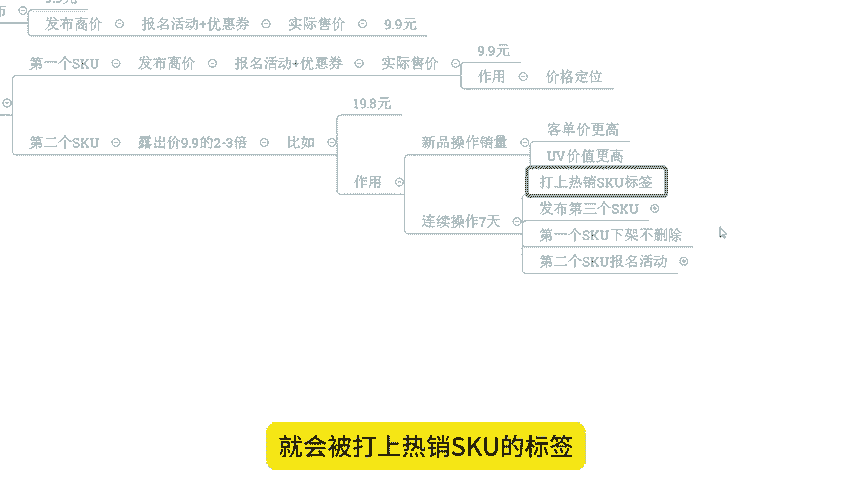 发布高价 报名活动+优惠券 实际售价 9.9元
9.9元
第一个SKU 发布高价 报名活动+优惠券 实际售价
作用 价格定位
19.8元
第二个SKU 露出价9.9的2-3倍 比如
作用
新品操作销量
客单价更高
UV价值更高
打上热销SKU标签
连续操作7天
发布第三个SKU
第一个SKU下架不删除
第二个SKU报名活动
就会被打上热销SKU的标签